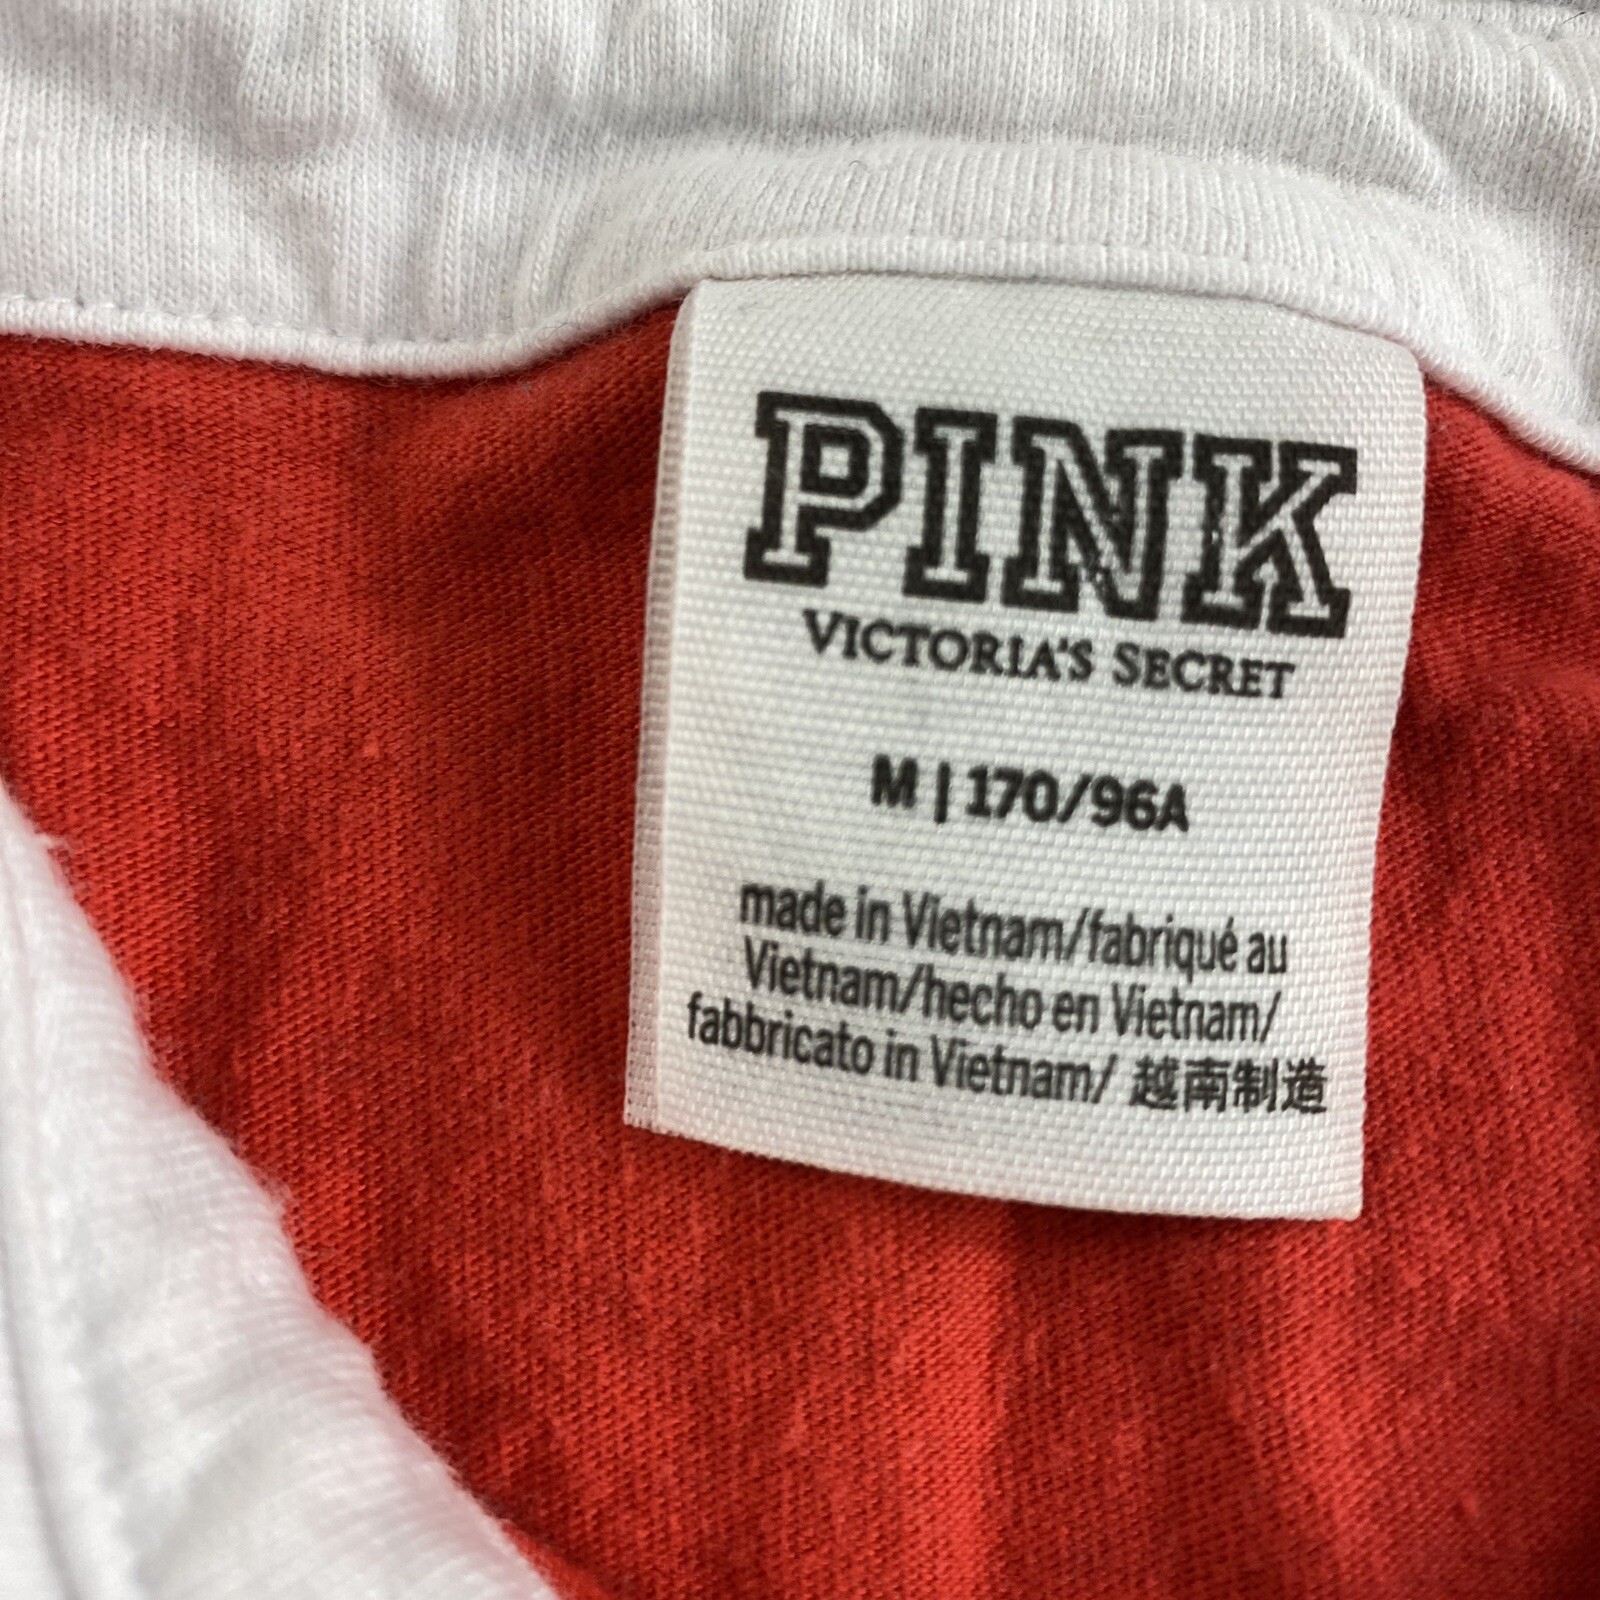 PINK
VICTORIA'S SECRET
M | 170/96A
made in Vietnam/fabriqué au
Vietnam/hecho en Vietnam/
fabbricato in Vietnam/ 越南制造